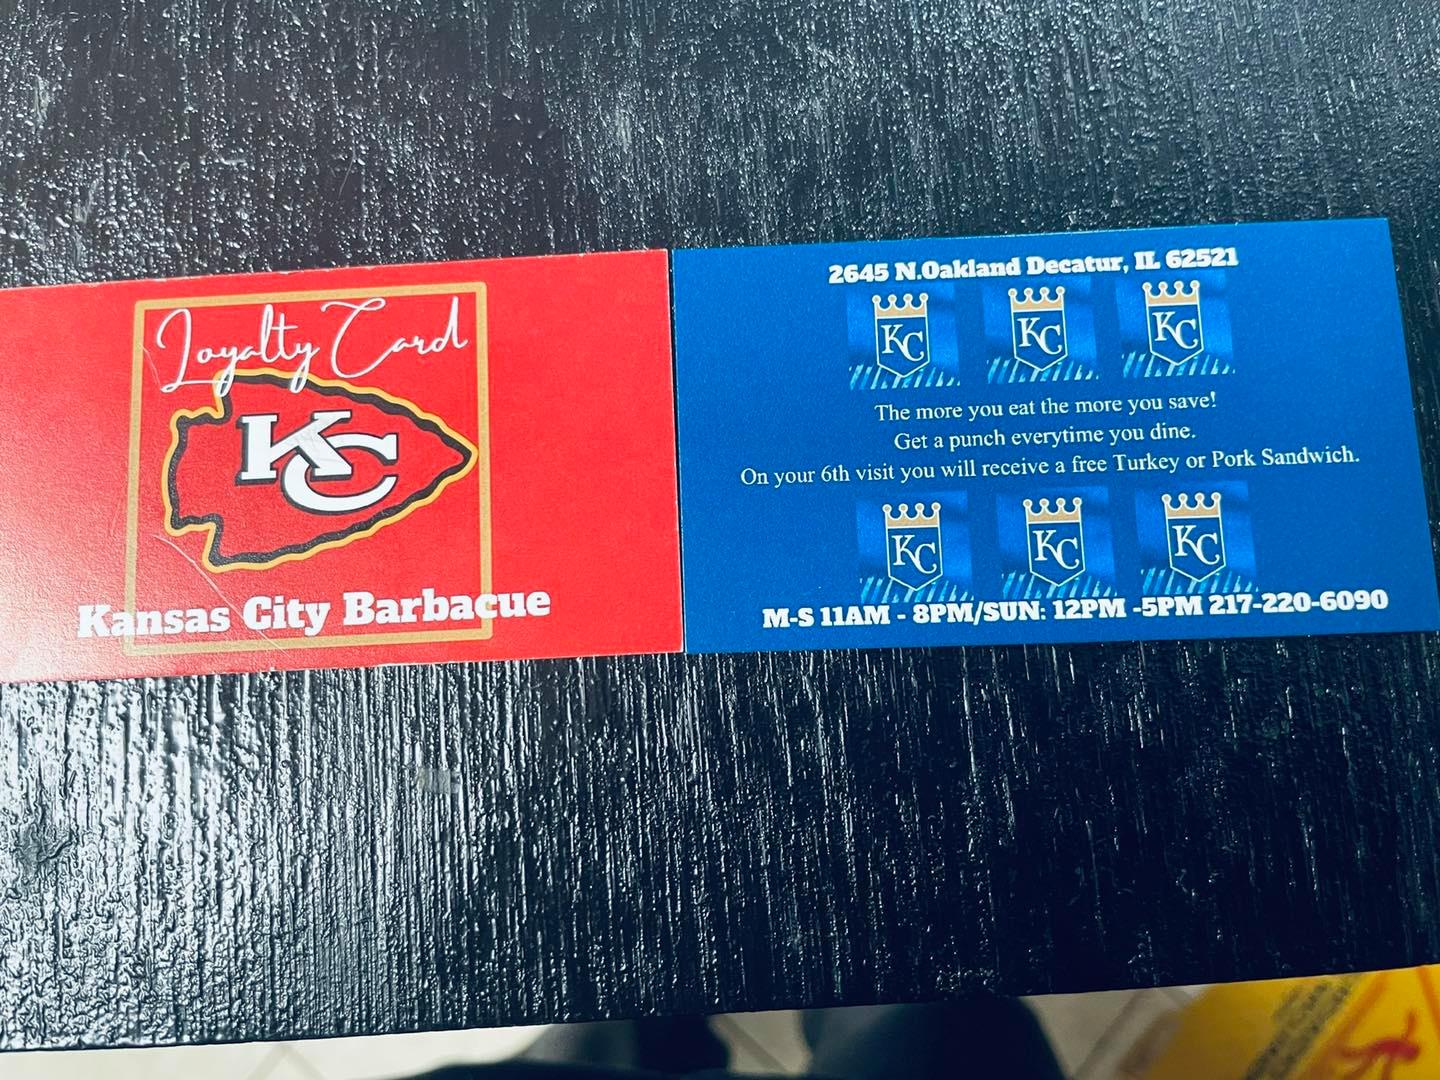 Loyalty Card
KC
Kansas City Barbacue
2645 N.Oakland Decatur, IL 62521
KC KC KC
The more you eat the more you save!
Get a punch everytime you dine.
On your 6th visit you will receive a free Turkey or Pork Sandwich.
KC KC KC
M-S 11AM - 8PM/SUN: 12PM -5PM 217-220-6090